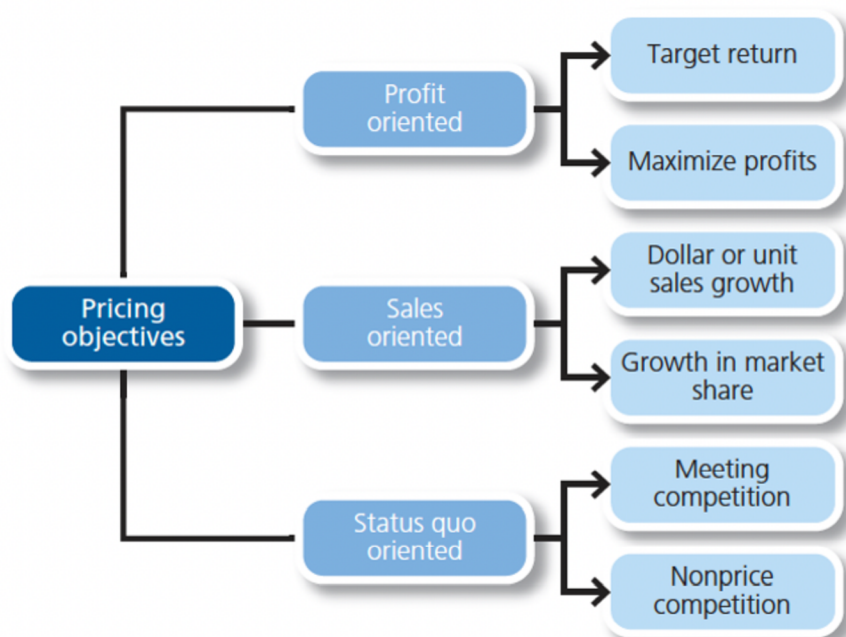 Pricing
objectives
Profit
oriented
Target return
Maximize profits
Sales
oriented
Dollar or unit
sales growth
Growth in market
share
Status quo
oriented
Meeting
competition
Nonprice
competition